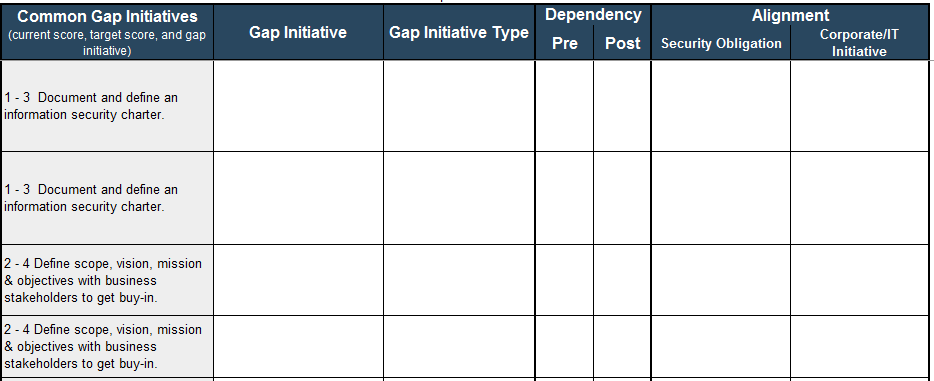 Common Gap Initiatives
(current score, target score, and gap
initiative)
Gap Initiative
Gap Initiative Type
Dependency
Pre
Post
Alignment
Security Obligation
Corporate/IT
Initiative
1 - 3  Document and define an
information security charter.
1 - 3  Document and define an
information security charter.
2 - 4 Define scope, vision, mission
& objectives with business
stakeholders to get buy-in.
2 - 4 Define scope, vision, mission
& objectives with business
stakeholders to get buy-in.